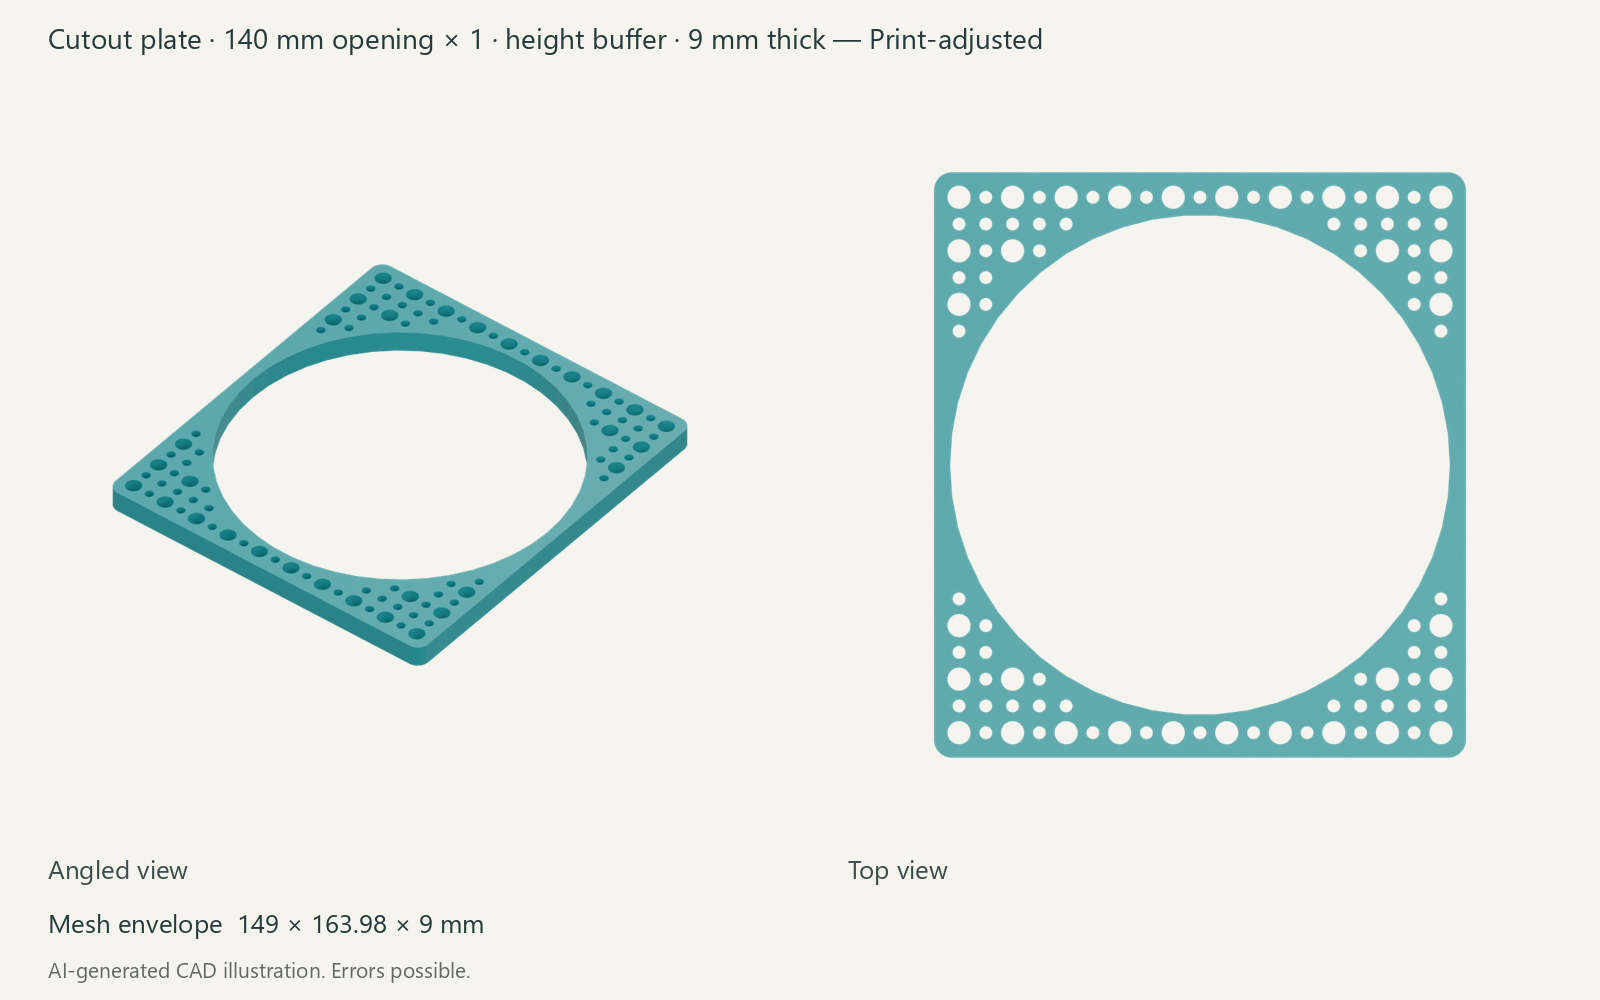 Cutout plate · 140 mm opening × 1 · height buffer · 9 mm thick — Print-adjusted
Angled view
Top view
Mesh envelope 149 × 163.98 × 9 mm
AI-generated CAD illustration. Errors possible.